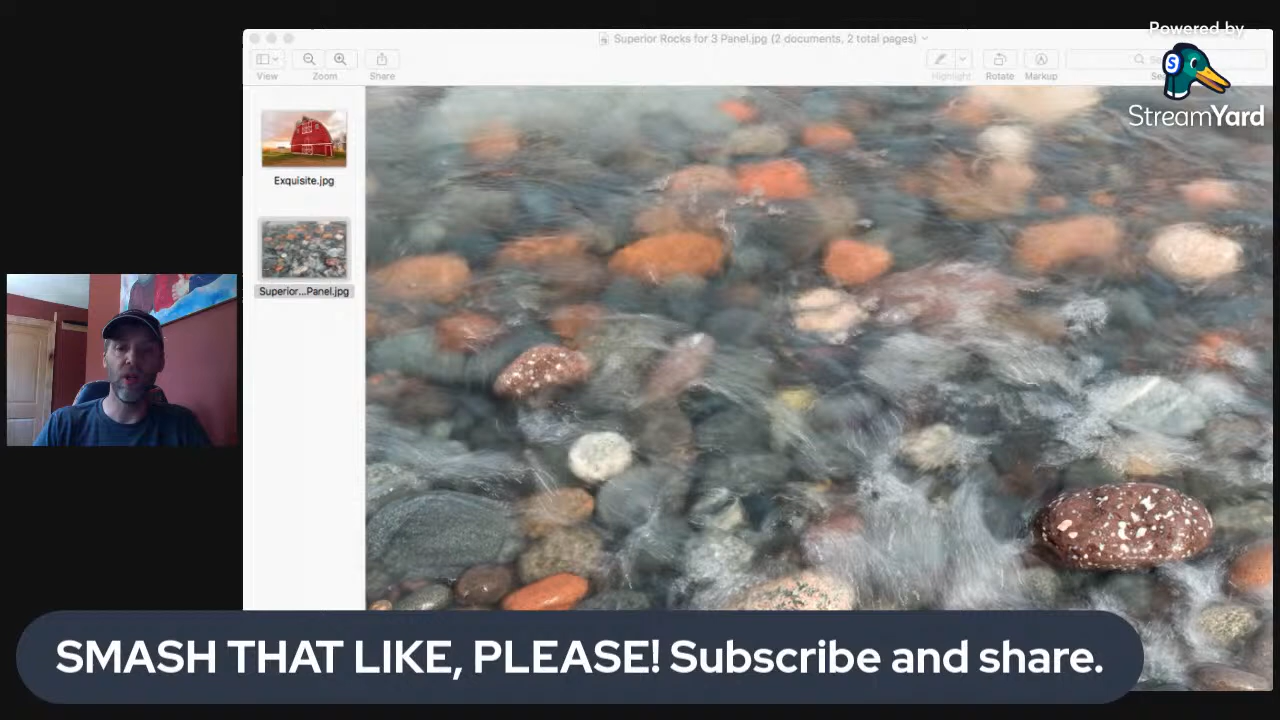 Powered by
StreamYard
Superior Rocks for 3 Panel.jpg (2 documents, 2 total pages)
View
Zoom
Share
Highlight
Rotate
Markup
Exquisite.jpg
Superior...Panel.jpg
SMASH THAT LIKE, PLEASE! Subscribe and share.